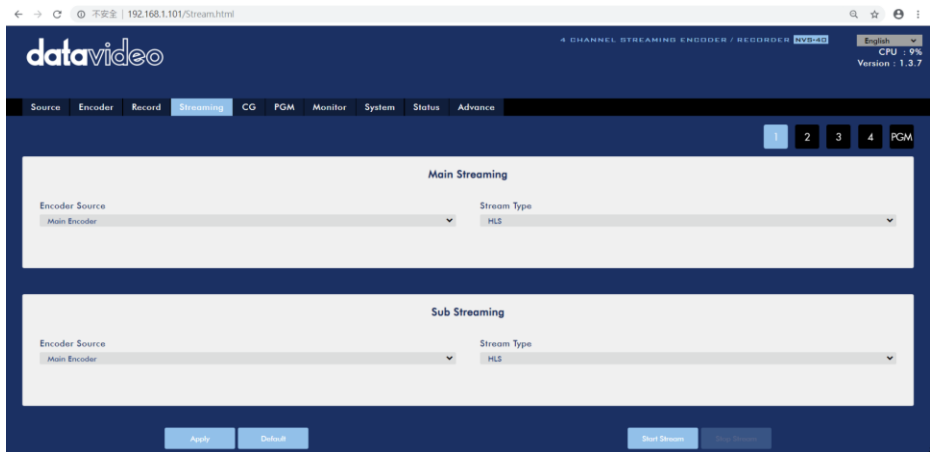 不安全 | 192.168.1.101/Stream.html
datavideo
4 CHANNEL STREAMING ENCODER / RECORDER NVS-40
English
CPU : 9%
Version : 1.3.7
Source Encoder Record Streaming CG PGM Monitor System Status Advance
1 2 3 4 PGM
Main Streaming
Encoder Source Stream Type
Main Encoder HLS
Sub Streaming
Encoder Source Stream Type
Main Encoder HLS
Apply Default Start Stream Stop Stream